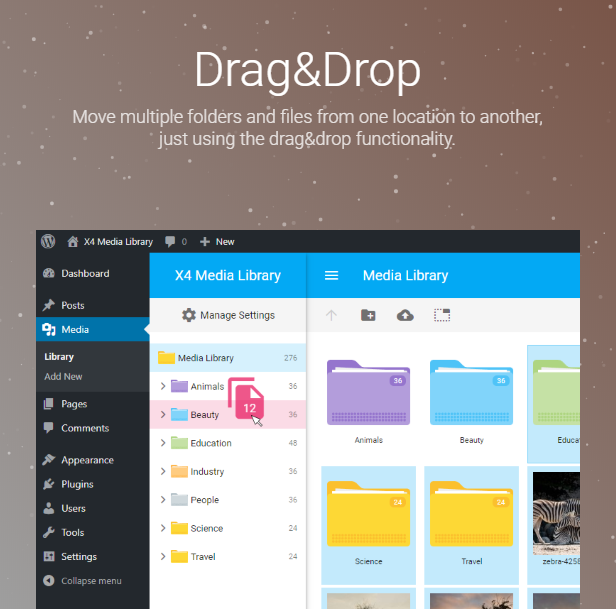 Drag&Drop
Move multiple folders and files from one location to another,
just using the drag&drop functionality.
X4 Media Library
0
New
Dashboard
Posts
Media
Library
Add New
Pages
Comments
Appearance
Plugins
Users
Tools
Settings
Collapse menu
X4 Media Library
Manage Settings
Media Library 276
Animals 36
Beauty 36
12
Education 48
Industry 36
People 36
Science 24
Travel 24
Media Library
36
Animals
36
Beauty
Educa
24
Science
24
Travel
zebra-4258